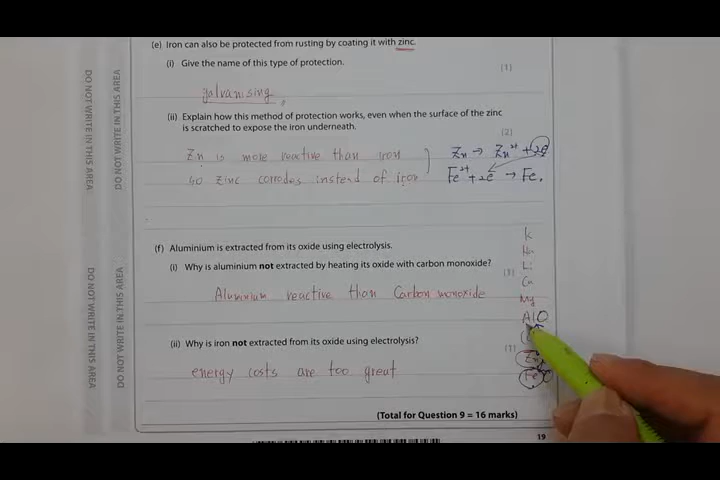 (e) Iron can also be protected from rusting by coating it with zinc.
(i) Give the name of this type of protection.
(1)
galvanising.
(ii) Explain how this method of protection works, even when the surface of the zinc
is scratched to expose the iron underneath.
(2)
Zn is more reactive than iron
so zinc corrodes instead of iron
Zn → Zn²⁺ + 2e
Fe²⁺ + 2e → Fe.
(f) Aluminium is extracted from its oxide using electrolysis.
(i) Why is aluminium not extracted by heating its oxide with carbon monoxide?
(1)
Aluminium reactive than Carbon monoxide
(ii) Why is iron not extracted from its oxide using electrolysis?
(1)
energy costs are too great
K
Na
Li
Ca
Mg
AlO
Zn
Fe
(Total for Question 9 = 16 marks)
19
DO NOT WRITE IN THIS AREA
DO NOT WRITE IN THIS AREA
DO NOT WRITE IN THIS AREA
DO NOT WRITE IN THIS AREA